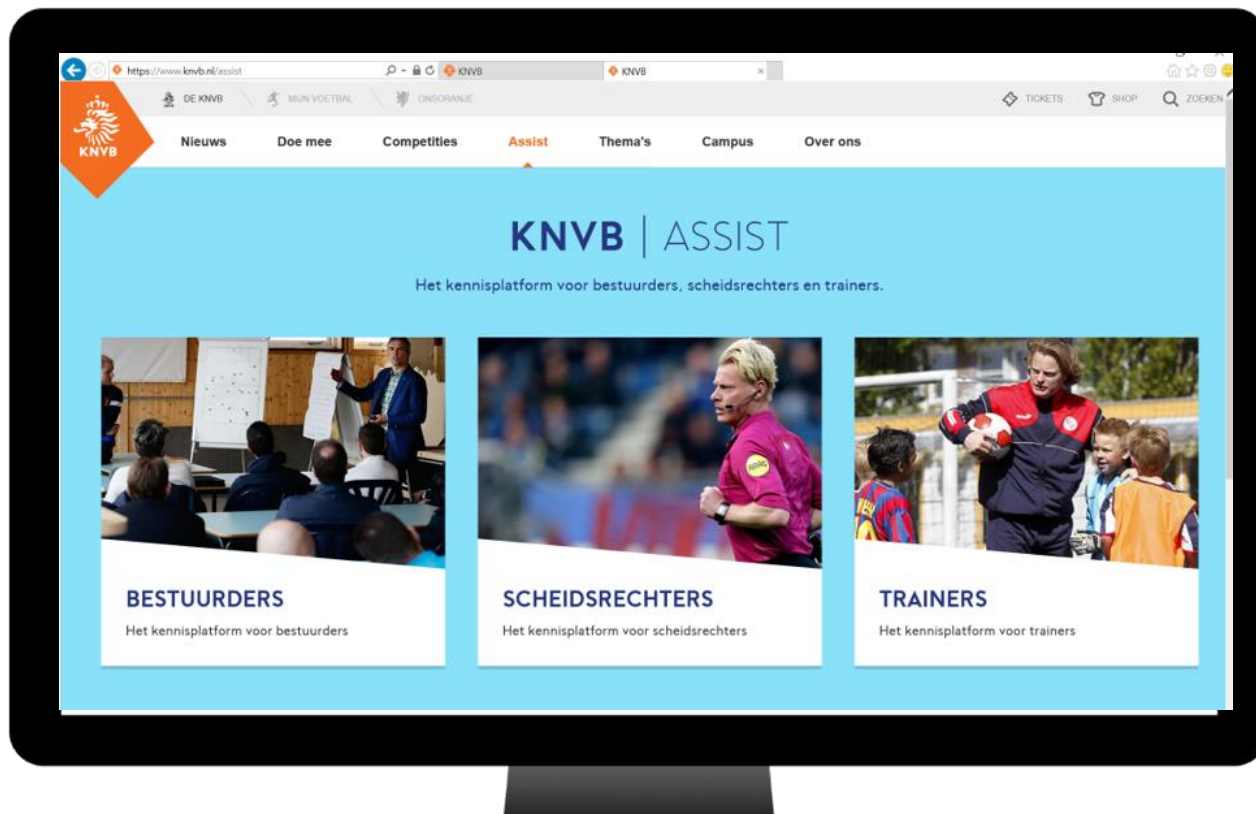 https://www.knvb.nl/assist KNVB KNVB
DE KNVB MIJN VOETBAL ONSORANJE TICKETS SHOP ZOEKEN
KNVB
Nieuws Doe mee Competities Assist Thema's Campus Over ons
KNVB | ASSIST
Het kennisplatform voor bestuurders, scheidsrechters en trainers.
BESTUURDERS
Het kennisplatform voor bestuurders
SCHEIDSRECHTERS
Het kennisplatform voor scheidsrechters
TRAINERS
Het kennisplatform voor trainers